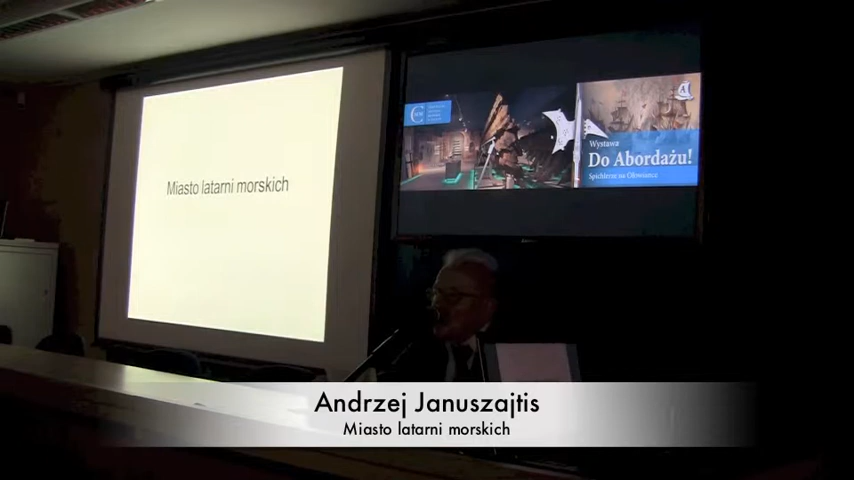 Miasto latarni morskich
Wystawa
Do Abordażu!
Spichlerze na Ołowiance
Andrzej Januszajtis
Miasto latarni morskich